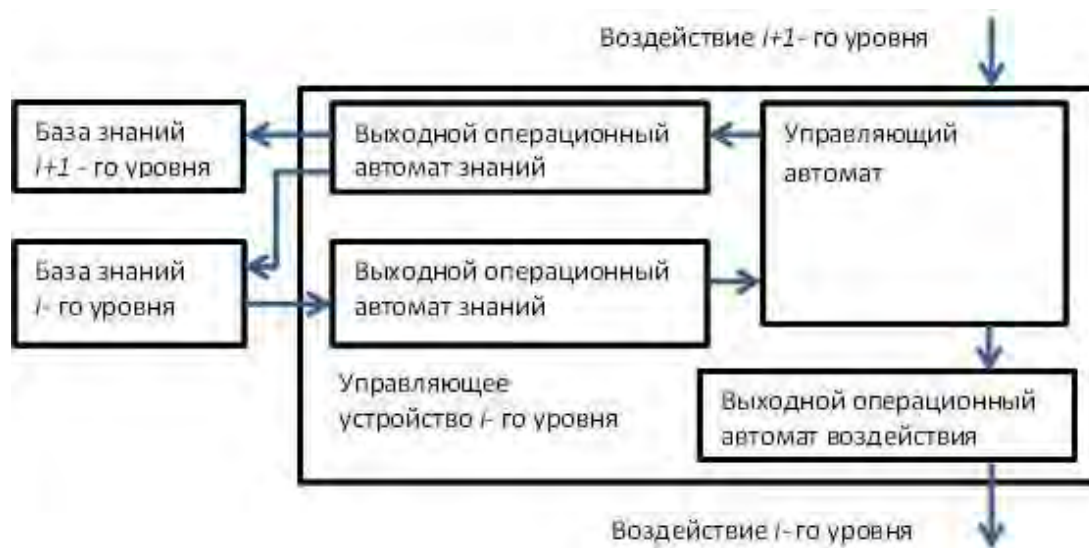 Воздействие i+1- го уровня
База знаний
i+1 - го уровня
Выходной операционный
автомат знаний
Управляющий
автомат
База знаний
i- го уровня
Выходной операционный
автомат знаний
Управляющее
устройство i- го уровня
Выходной операционный
автомат воздействия
Воздействие i- го уровня